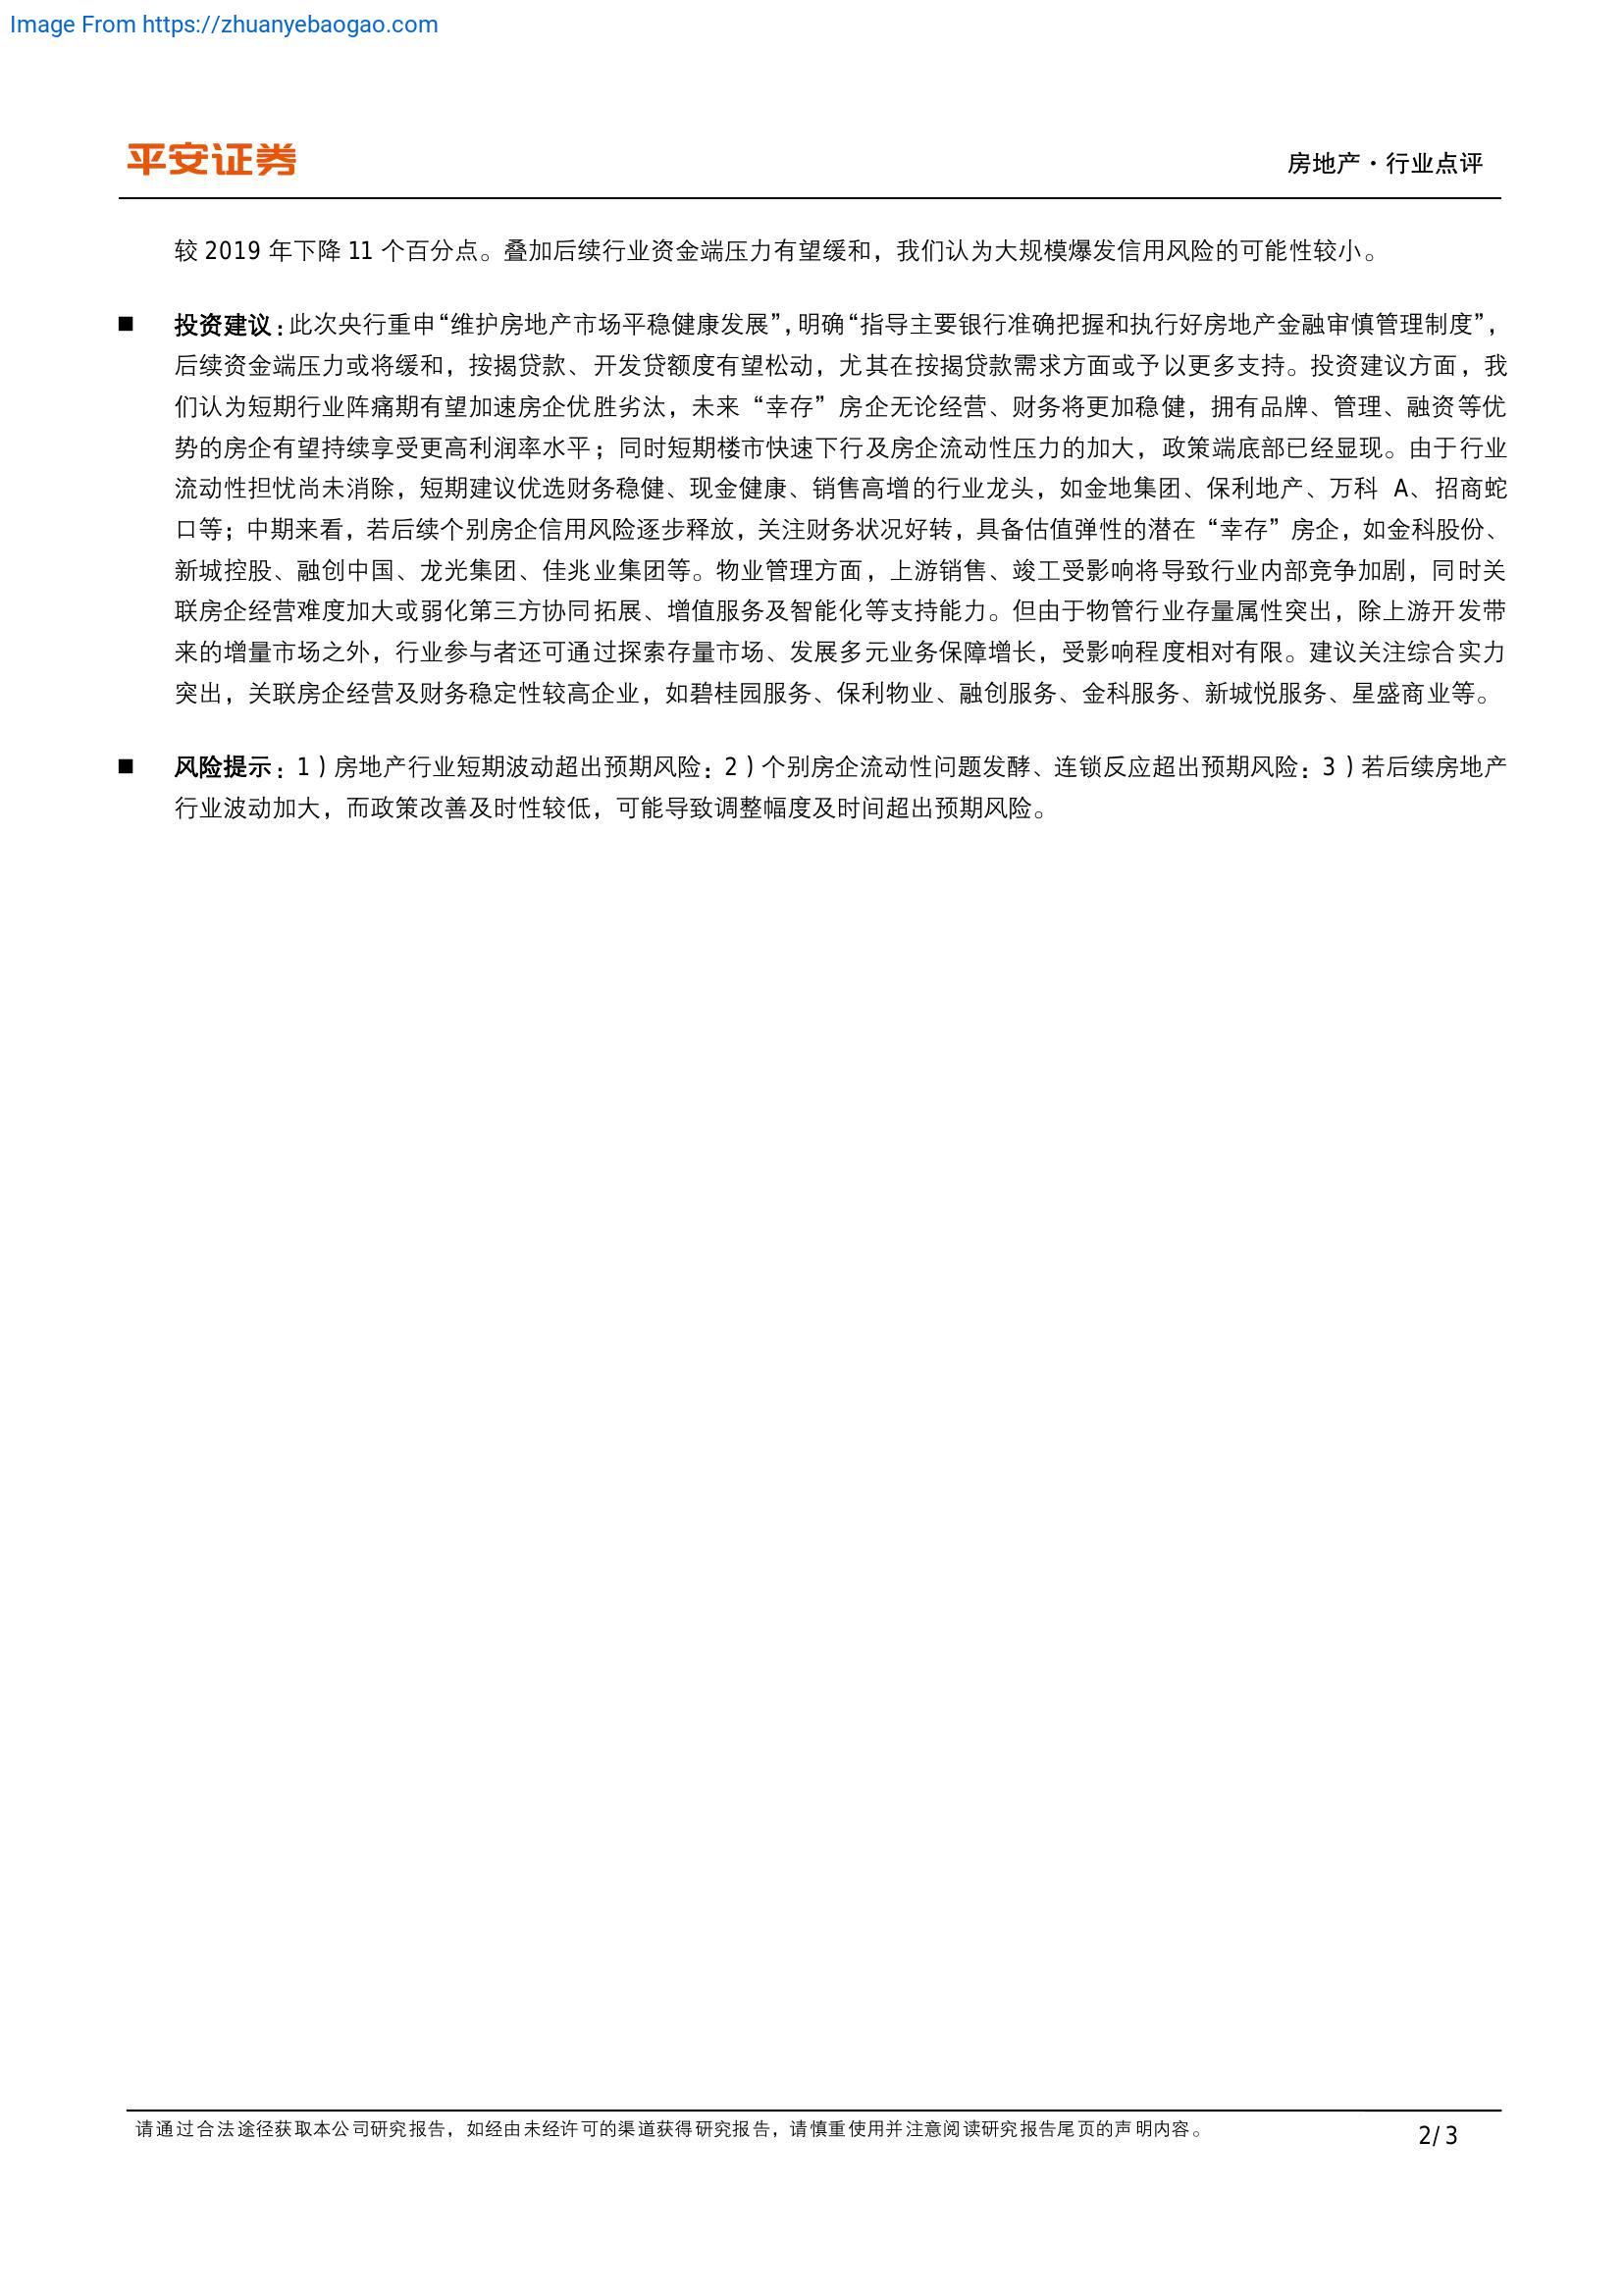 Image From https://zhuanyebaogao.com
平安证券
房地产·行业点评
较 2019 年下降 11 个百分点。叠加后续行业资金端压力有望缓和，我们认为大规模爆发信用风险的可能性较小。
■ 投资建议：此次央行重申“维护房地产市场平稳健康发展”，明确“指导主要银行准确把握和执行好房地产金融审慎管理制度”，
后续资金端压力或将缓和，按揭贷款、开发贷额度有望松动，尤其在按揭贷款需求方面或予以更多支持。投资建议方面，我
们认为短期行业阵痛期有望加速房企优胜劣汰，未来“幸存”房企无论经营、财务将更加稳健，拥有品牌、管理、融资等优
势的房企有望持续享受更高利润率水平；同时短期楼市快速下行及房企流动性压力的加大，政策端底部已经显现。由于行业
流动性担忧尚未消除，短期建议优选财务稳健、现金健康、销售高增的行业龙头，如金地集团、保利地产、万科 A、招商蛇
口等；中期来看，若后续个别房企信用风险逐步释放，关注财务状况好转，具备估值弹性的潜在“幸存”房企，如金科股份、
新城控股、融创中国、龙光集团、佳兆业集团等。物业管理方面，上游销售、竣工受影响将导致行业内部竞争加剧，同时关
联房企经营难度加大或弱化第三方协同拓展、增值服务及智能化等支持能力。但由于物管行业存量属性突出，除上游开发带
来的增量市场之外，行业参与者还可通过探索存量市场、发展多元业务保障增长，受影响程度相对有限。建议关注综合实力
突出，关联房企经营及财务稳定性较高企业，如碧桂园服务、保利物业、融创服务、金科服务、新城悦服务、星盛商业等。
■ 风险提示：1）房地产行业短期波动超出预期风险：2）个别房企流动性问题发酵、连锁反应超出预期风险：3）若后续房地产
行业波动加大，而政策改善及时性较低，可能导致调整幅度及时间超出预期风险。
请通过合法途径获取本公司研究报告，如经由未经许可的渠道获得研究报告，请慎重使用并注意阅读研究报告尾页的声明内容。
2/ 3